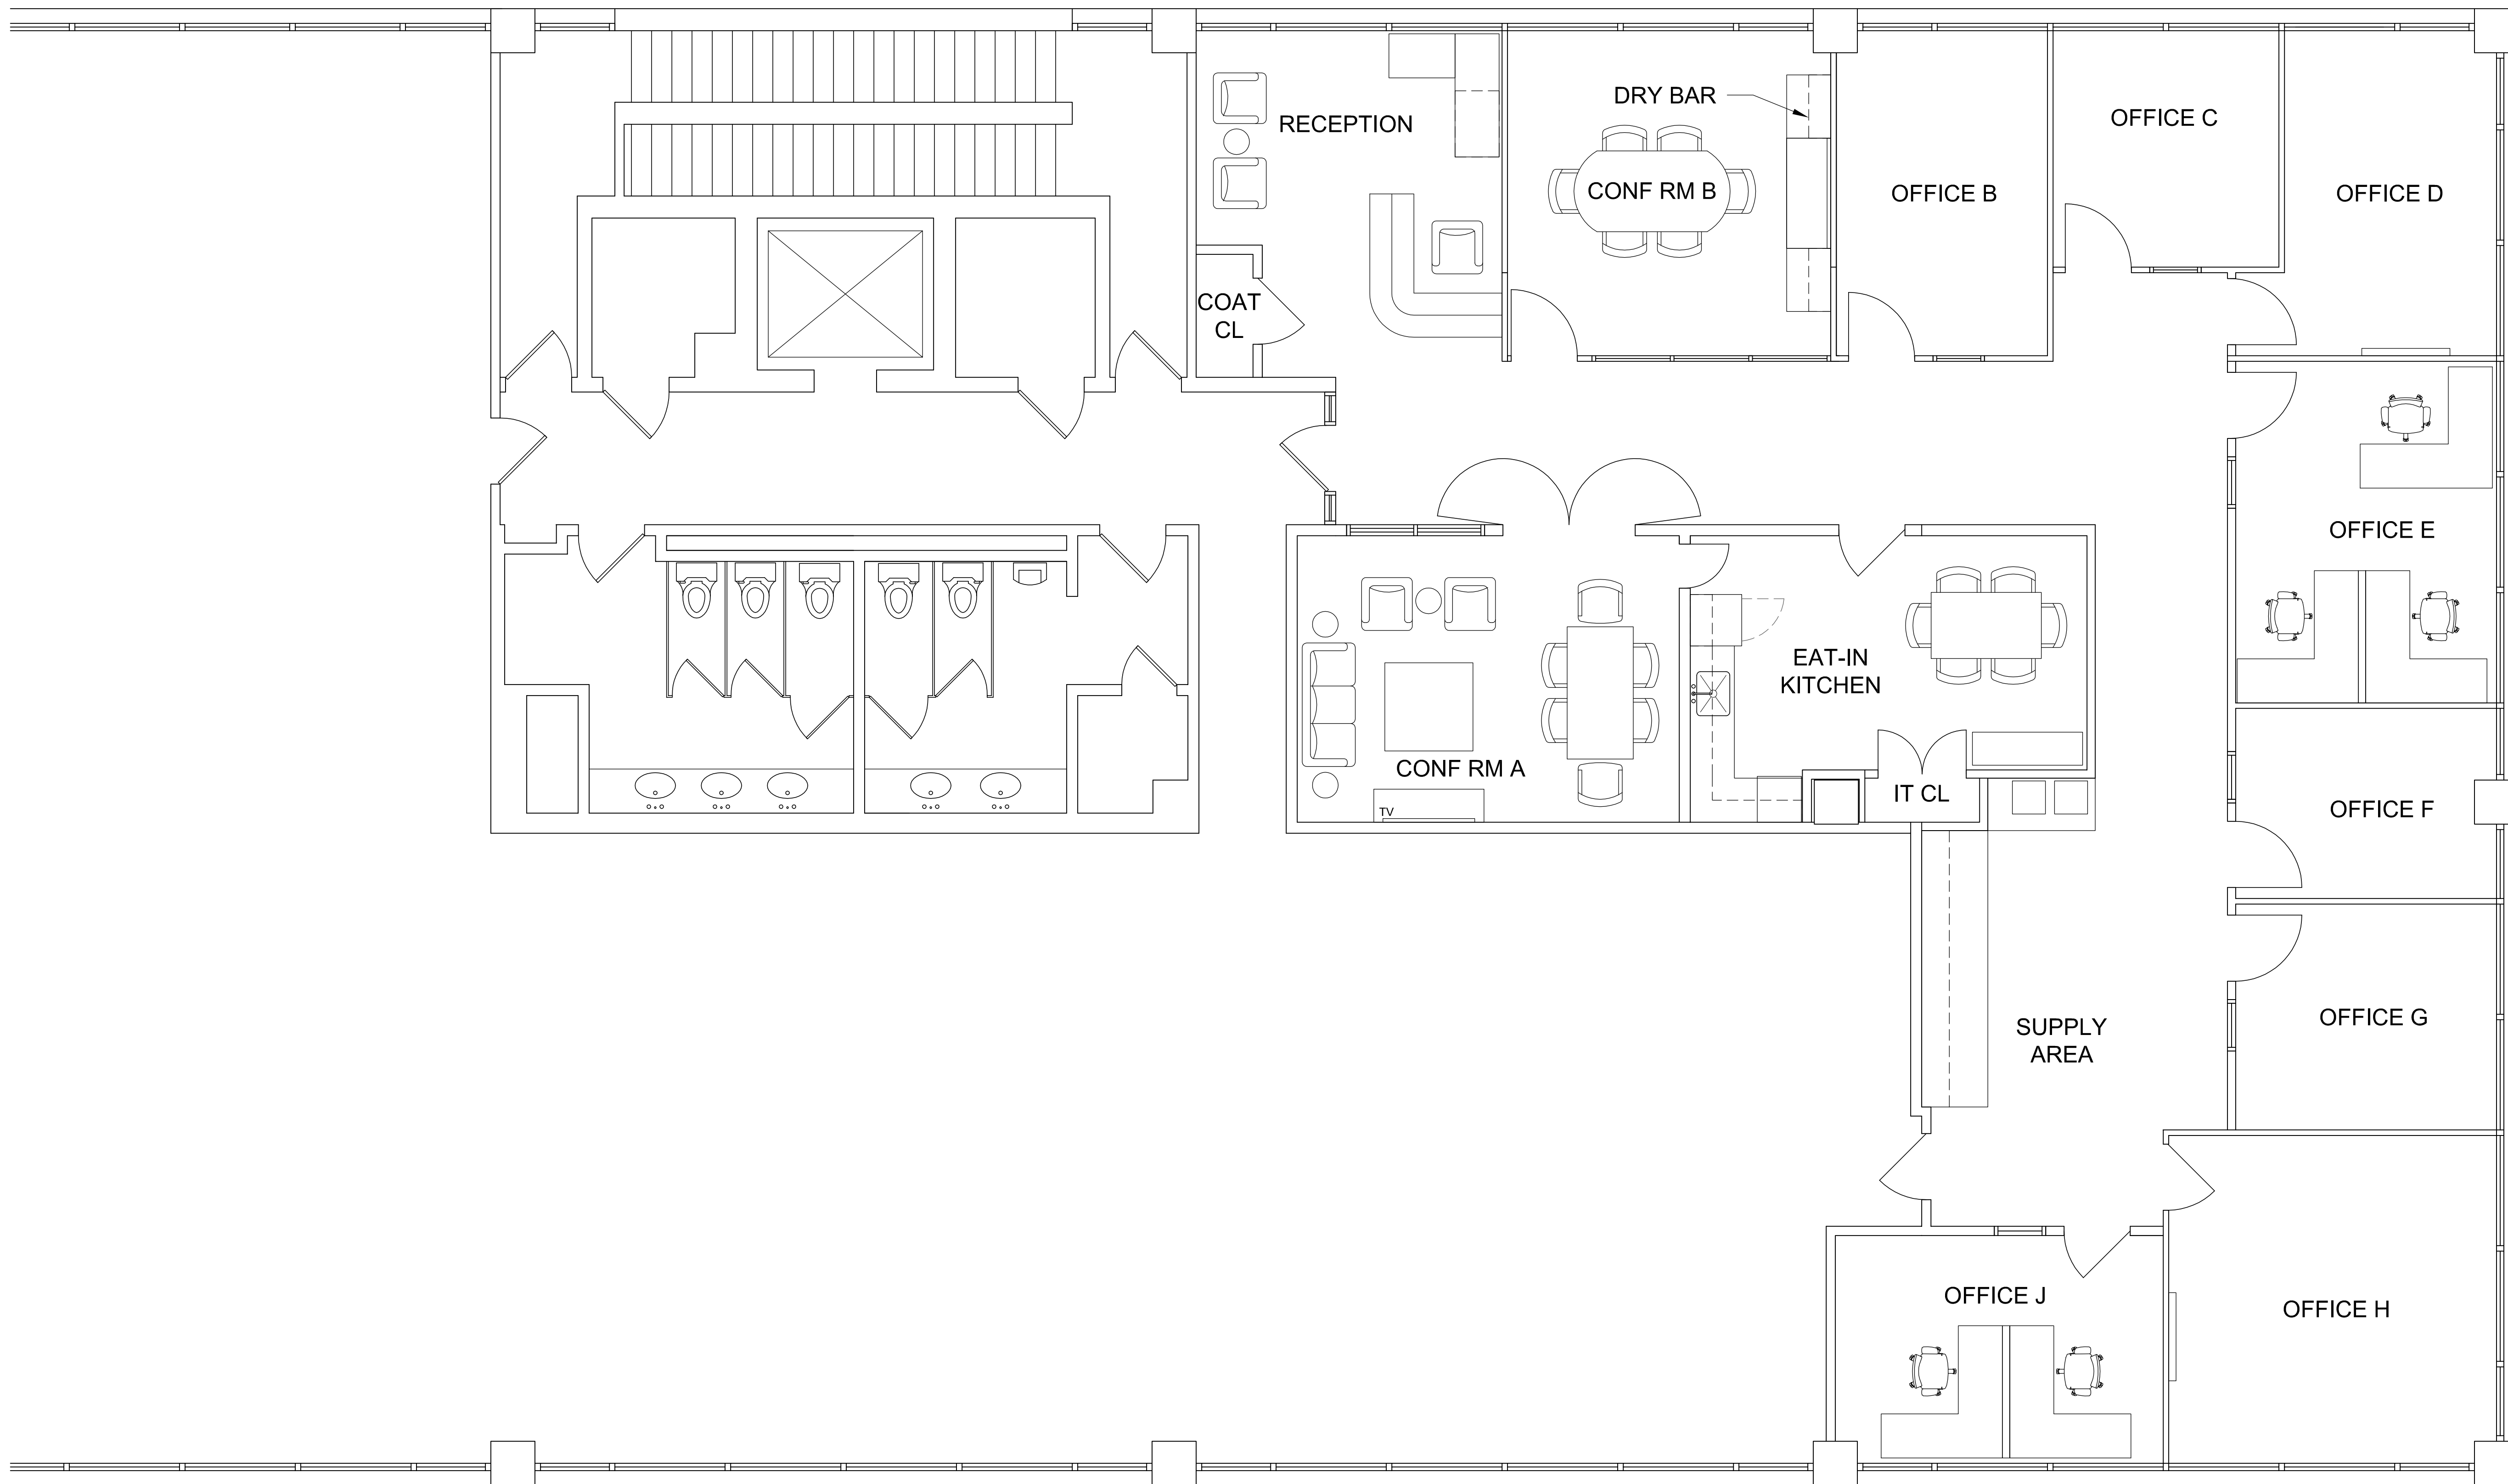 DRY BAR
RECEPTION
OFFICE C
CONF RM B
OFFICE B
OFFICE D
COAT
CL
OFFICE E
EAT-IN
KITCHEN
CONF RM A
TV
IT CL
OFFICE F
OFFICE G
SUPPLY
AREA
OFFICE J
OFFICE H